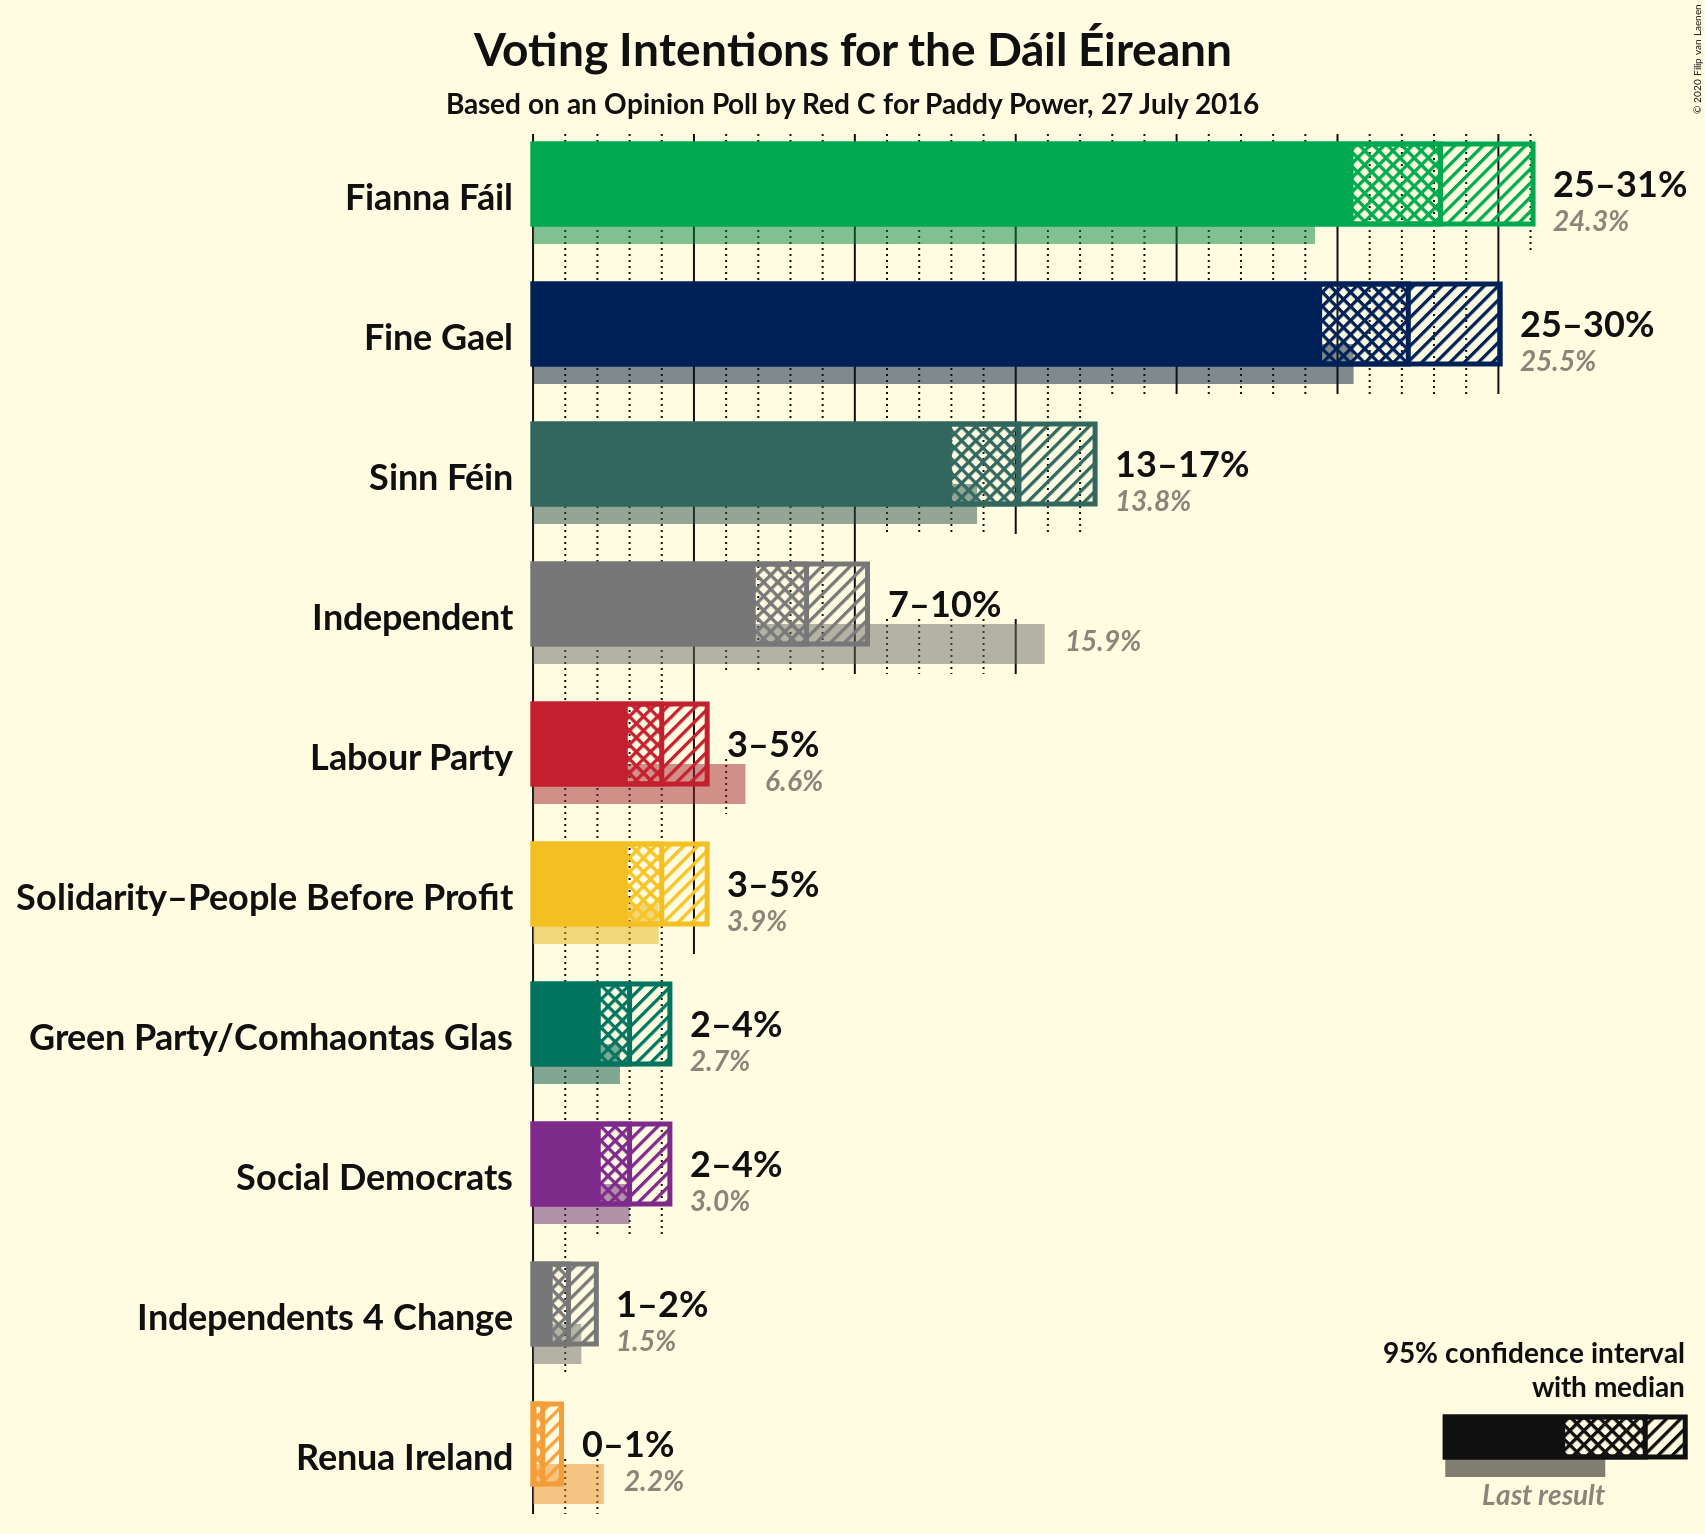 Voting Intentions for the Dáil Éireann
Based on an Opinion Poll by Red C for Paddy Power, 27 July 2016
© 2020 Filip van Laenen
Fianna Fáil
25–31%
24.3%
Fine Gael
25–30%
25.5%
Sinn Féin
13–17%
13.8%
Independent
7–10%
15.9%
Labour Party
3–5%
6.6%
Solidarity–People Before Profit
3–5%
3.9%
Green Party/Comhaontas Glas
2–4%
2.7%
Social Democrats
2–4%
3.0%
Independents 4 Change
1–2%
1.5%
Renua Ireland
0–1%
2.2%
95% confidence interval
with median
Last result